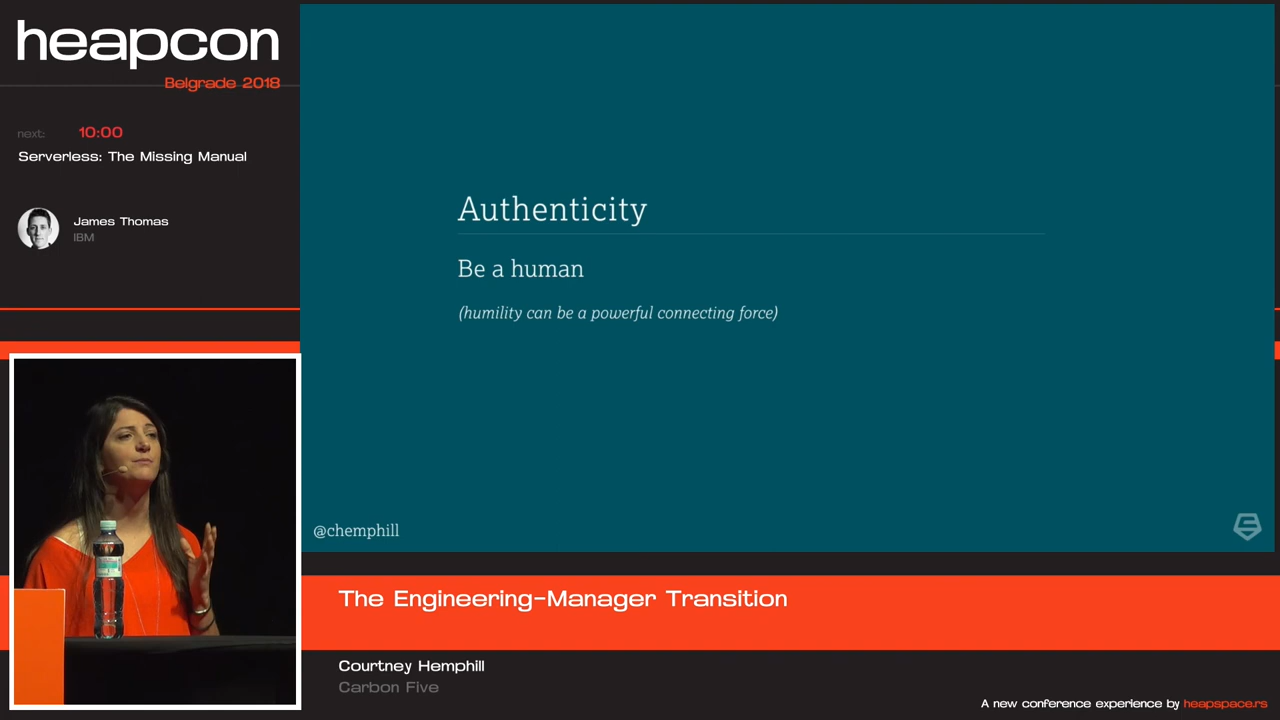 heapcon
Belgrade 2018
next: 10:00
Serverless: The Missing Manual
James Thomas
IBM
Authenticity
Be a human
(humility can be a powerful connecting force)
@chemphill
The Engineering-Manager Transition
Courtney Hemphill
Carbon Five
A new conference experience by heapspace.rs